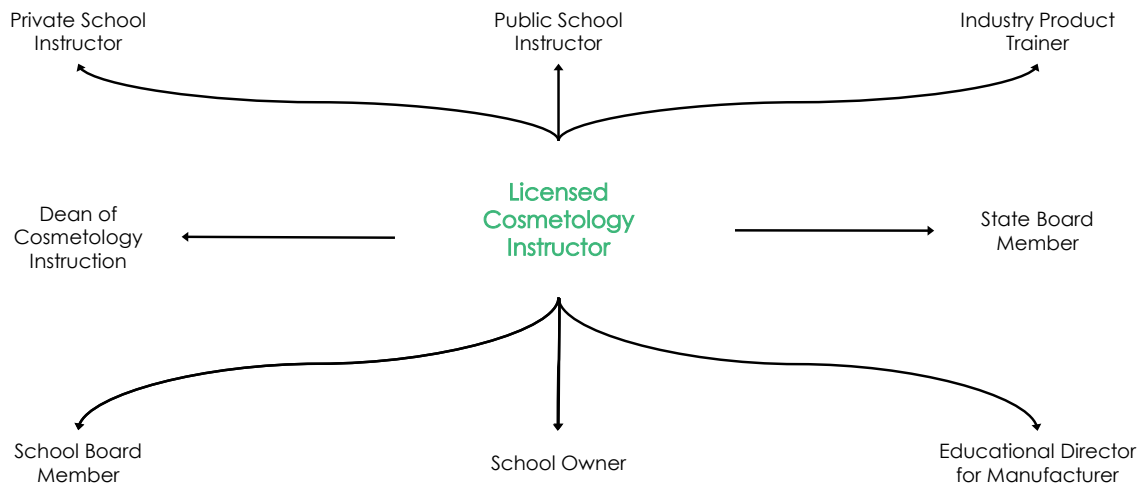 Private School
Instructor
Public School
Instructor
Industry Product
Trainer
Dean of
Cosmetology
Instruction
Licensed
Cosmetology
Instructor
State Board
Member
School Board
Member
School Owner
Educational Director
for Manufacturer